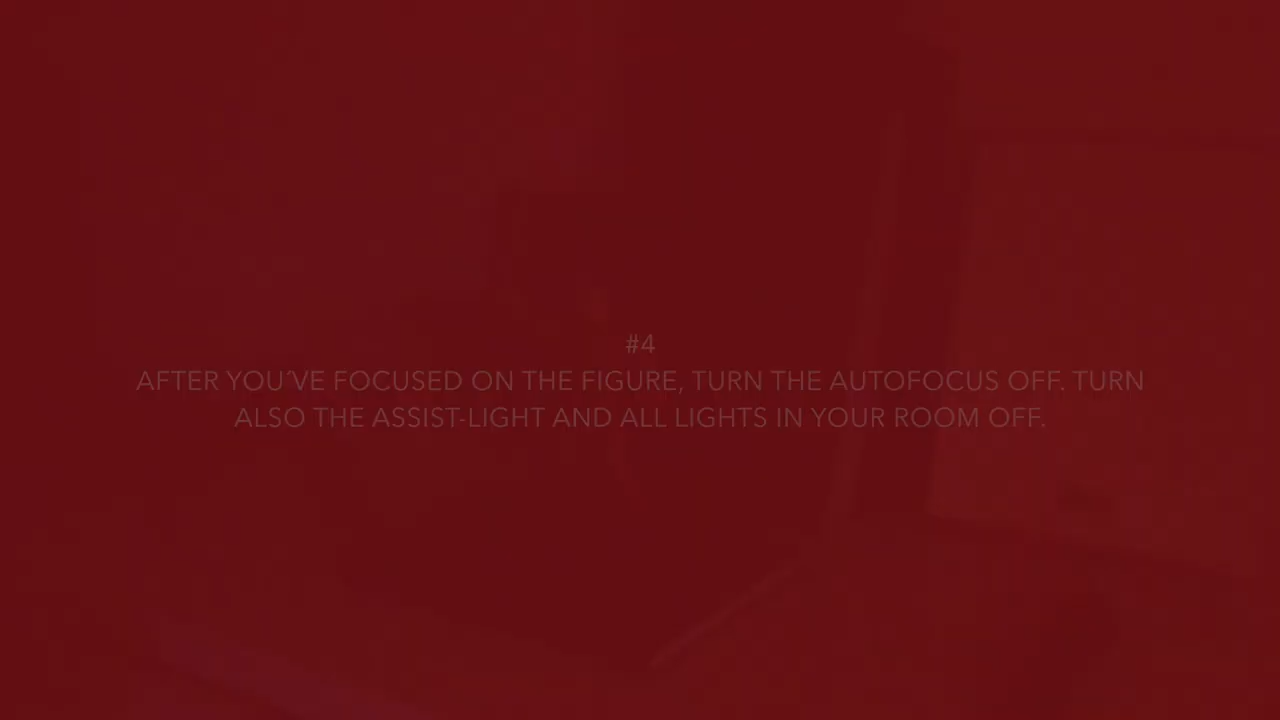 #4
AFTER YOU´VE FOCUSED ON THE FIGURE, TURN THE AUTOFOCUS OFF. TURN
ALSO THE ASSIST-LIGHT AND ALL LIGHTS IN YOUR ROOM OFF.